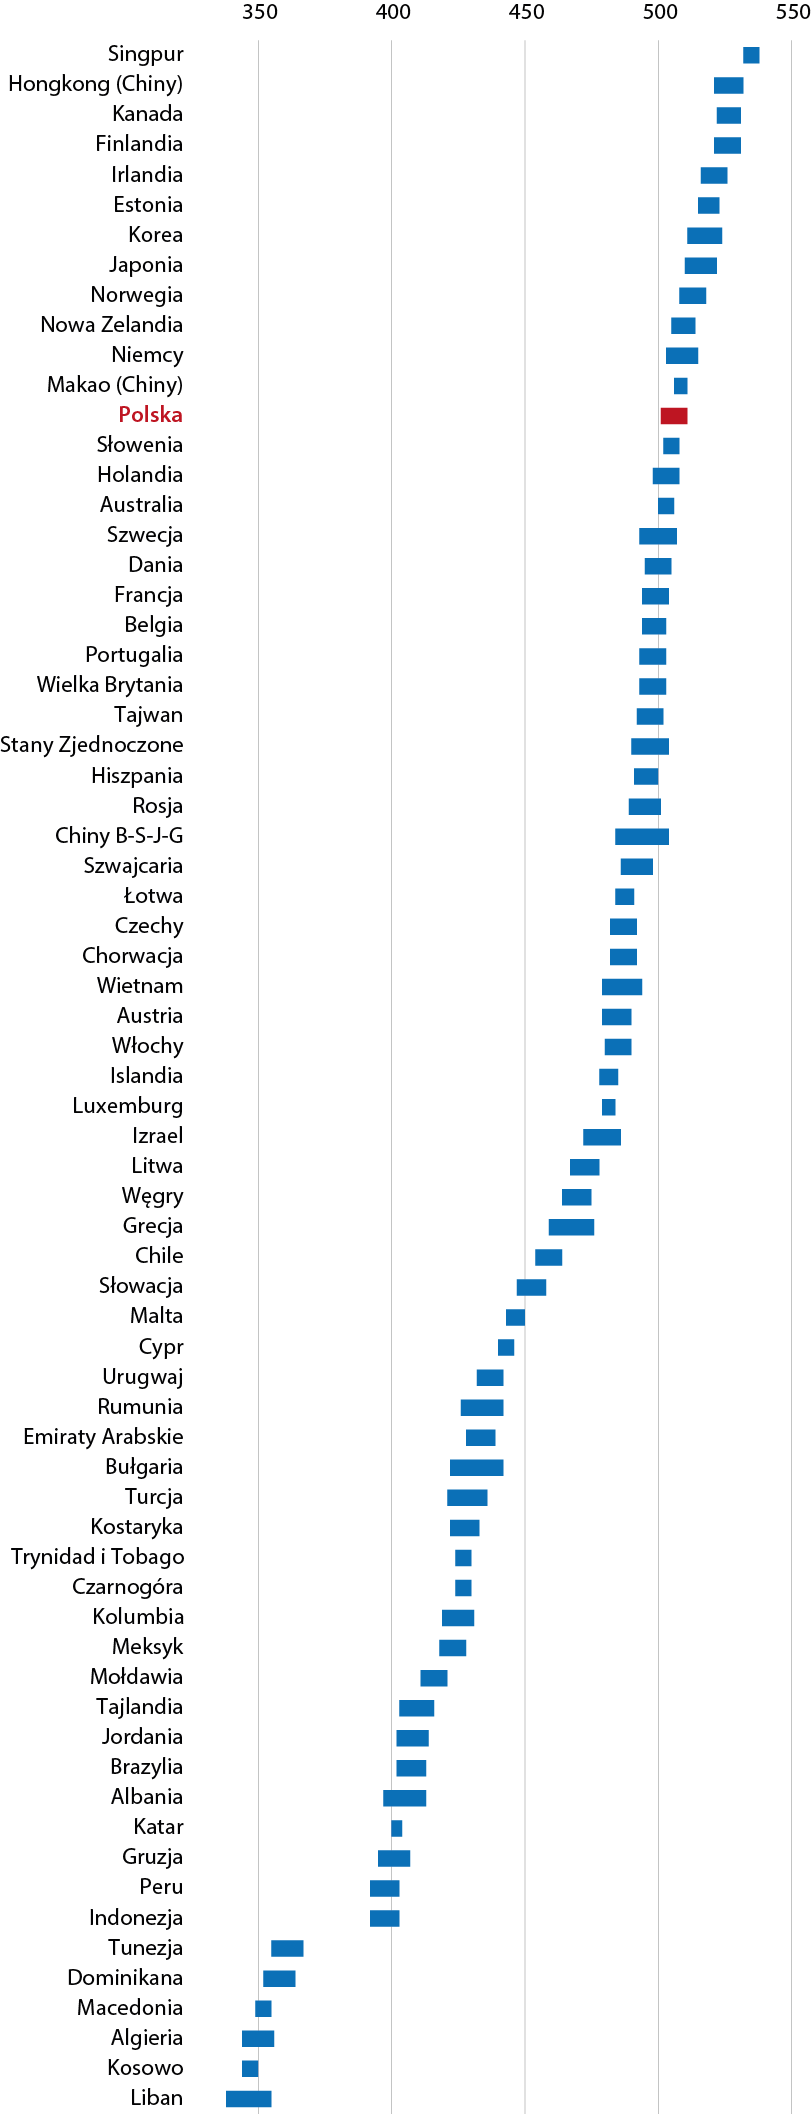 350 400 450 500 550
Singpur
Hongkong (Chiny)
Kanada
Finlandia
Irlandia
Estonia
Korea
Japonia
Norwegia
Nowa Zelandia
Niemcy
Makao (Chiny)
Polska
Słowenia
Holandia
Australia
Szwecja
Dania
Francja
Belgia
Portugalia
Wielka Brytania
Tajwan
Stany Zjednoczone
Hiszpania
Rosja
Chiny B-S-J-G
Szwajcaria
Łotwa
Czechy
Chorwacja
Wietnam
Austria
Włochy
Islandia
Luxemburg
Izrael
Litwa
Węgry
Grecja
Chile
Słowacja
Malta
Cypr
Urugwaj
Rumunia
Emiraty Arabskie
Bułgaria
Turcja
Kostaryka
Trynidad i Tobago
Czarnogóra
Kolumbia
Meksyk
Mołdawia
Tajlandia
Jordania
Brazylia
Albania
Katar
Gruzja
Peru
Indonezja
Tunezja
Dominikana
Macedonia
Algieria
Kosowo
Liban